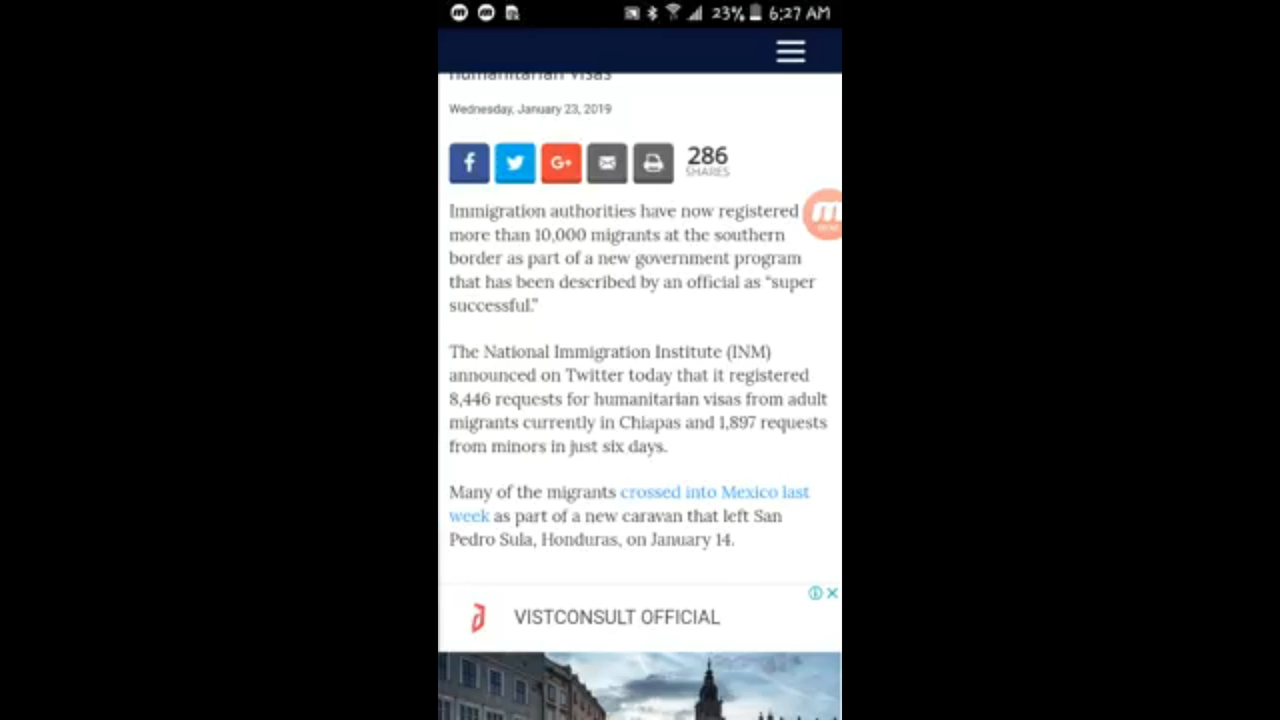 23% 6:27 AM
humanitarian visas
Wednesday, January 23, 2019
f G+ 286
SHARES
Immigration authorities have now registered
more than 10,000 migrants at the southern
border as part of a new government program
that has been described by an official as “super
successful.”
The National Immigration Institute (INM)
announced on Twitter today that it registered
8,446 requests for humanitarian visas from adult
migrants currently in Chiapas and 1,897 requests
from minors in just six days.
Many of the migrants crossed into Mexico last
week as part of a new caravan that left San
Pedro Sula, Honduras, on January 14.
VISTCONSULT OFFICIAL